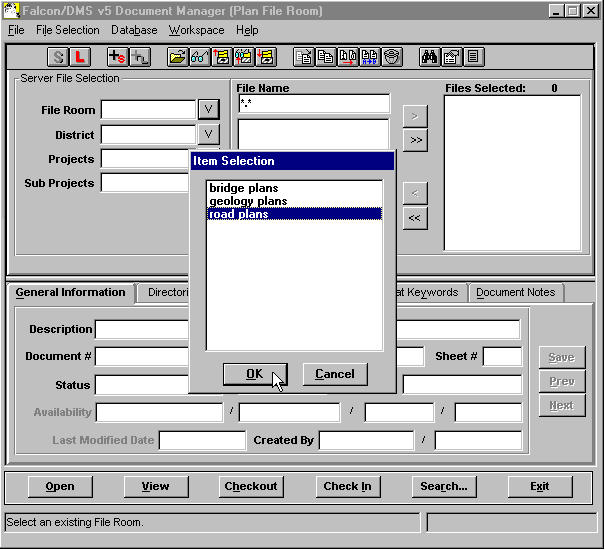 Falcon/DMS v5 Document Manager (Plan File Room)
File File Selection Database Workspace Help
S L +S +L
Server File Selection
File Name
Files Selected: 0
File Room V
*.*
District V
>
Projects
>>
Sub Projects
<
<<
Item Selection
bridge plans
geology plans
road plans
OK Cancel
General Information Directori at Keywords Document Notes
Description
Document # Sheet # Save
Status Prev
Availability / / / Next
Last Modified Date Created By /
Open View Checkout Check In Search... Exit
Select an existing File Room.